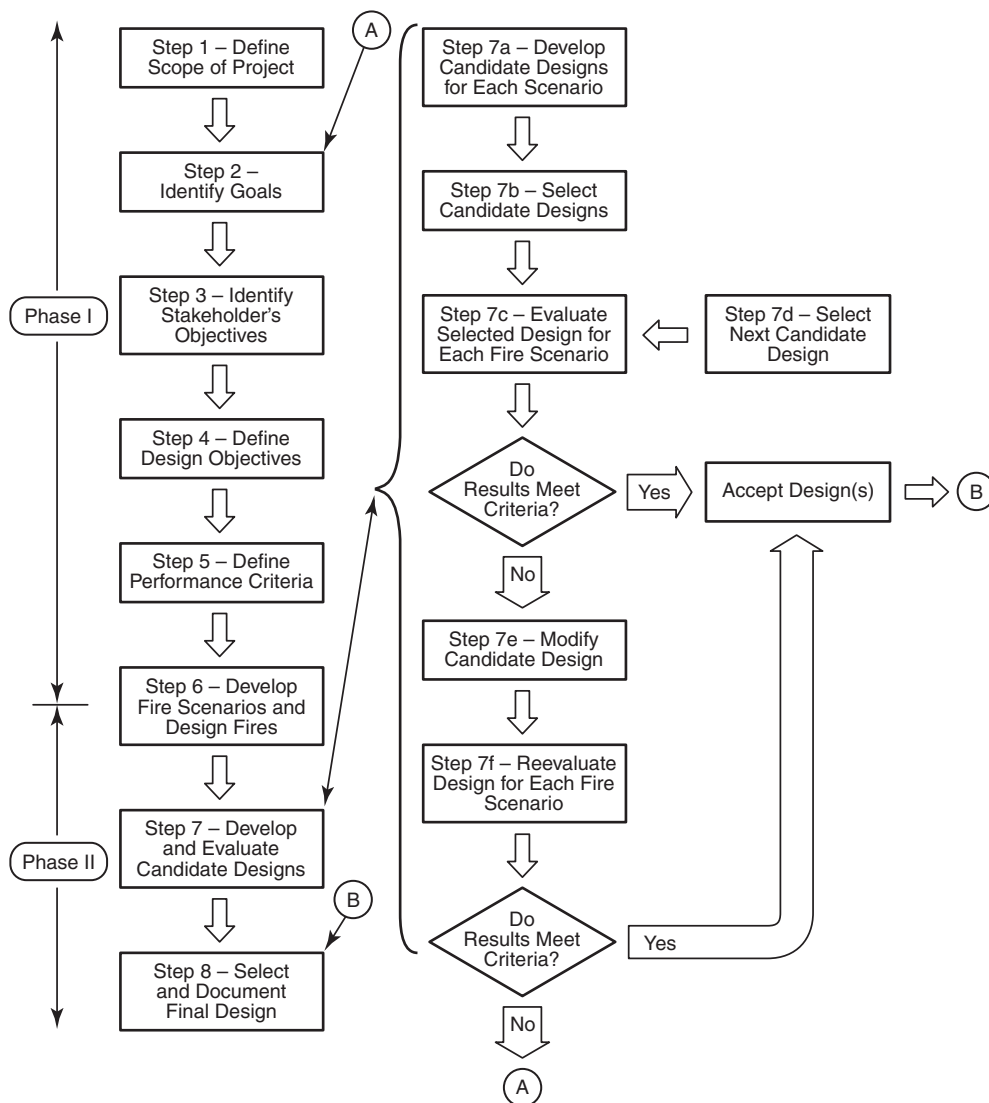 Step 1 – Define
Scope of Project
Step 2 –
Identify Goals
Step 3 – Identify
Stakeholder’s
Objectives
Step 4 – Define
Design Objectives
Step 5 – Define
Performance Criteria
Step 6 – Develop
Fire Scenarios and
Design Fires
Step 7 – Develop
and Evaluate
Candidate Designs
Step 8 – Select
and Document
Final Design
Phase I
Phase II
A
B
Step 7a – Develop
Candidate Designs
for Each Scenario
Step 7b – Select
Candidate Designs
Step 7c – Evaluate
Selected Design for
Each Fire Scenario
Step 7d – Select
Next Candidate
Design
Do
Results Meet
Criteria?
Yes
Accept Design(s)
B
No
Step 7e – Modify
Candidate Design
Step 7f – Reevaluate
Design for Each Fire
Scenario
Do
Results Meet
Criteria?
Yes
No
A